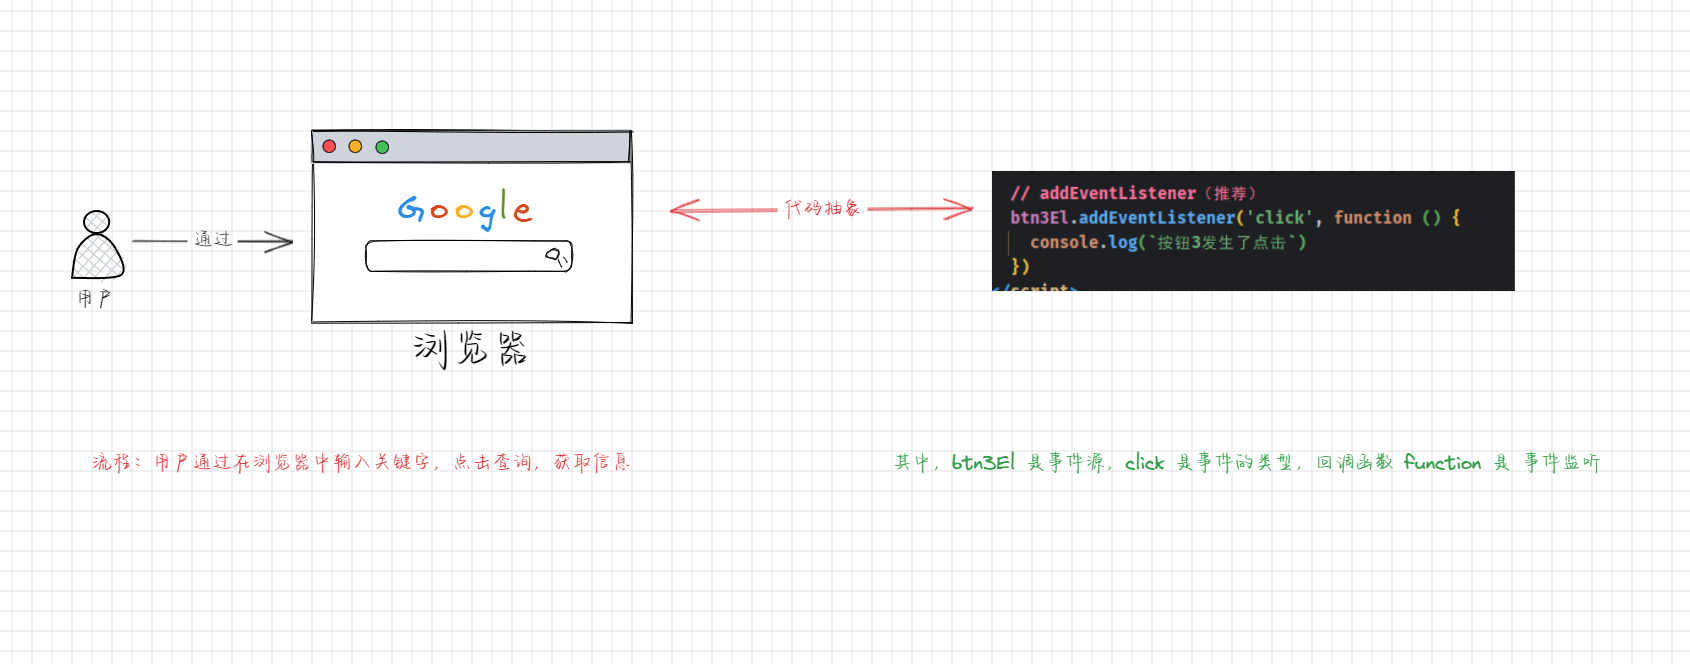 Google
通过
用户
浏览器
代码抽象
// addEventListener（推荐）
btn3El.addEventListener('click', function () {
console.log(`按钮3发生了点击`)
})
</script>
流程：用户通过在浏览器中输入关键字，点击查询，获取信息
其中，btn3El 是事件源，click 是事件的类型，回调函数 function 是 事件监听